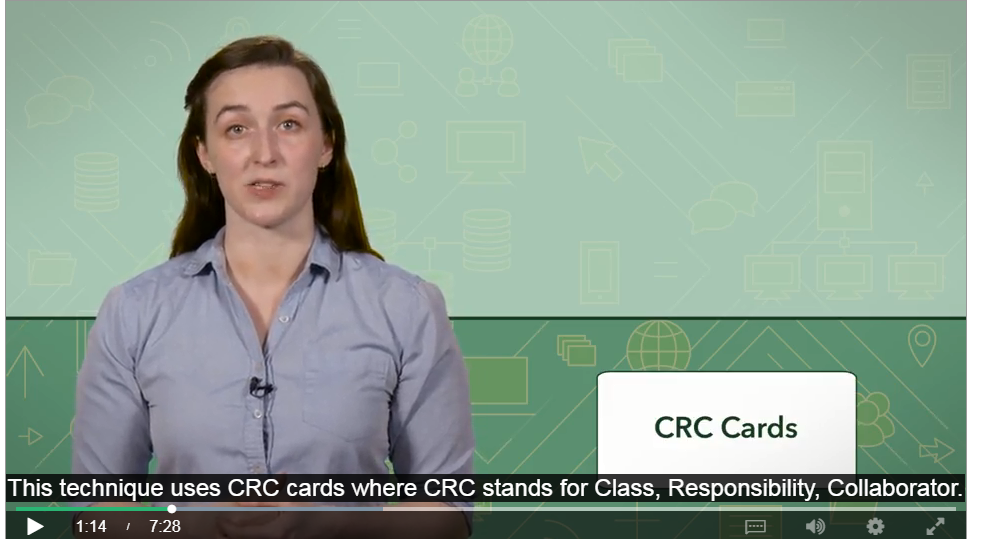 CRC Cards
This technique uses CRC cards where CRC stands for Class, Responsibility, Collaborator.
1:14 / 7:28